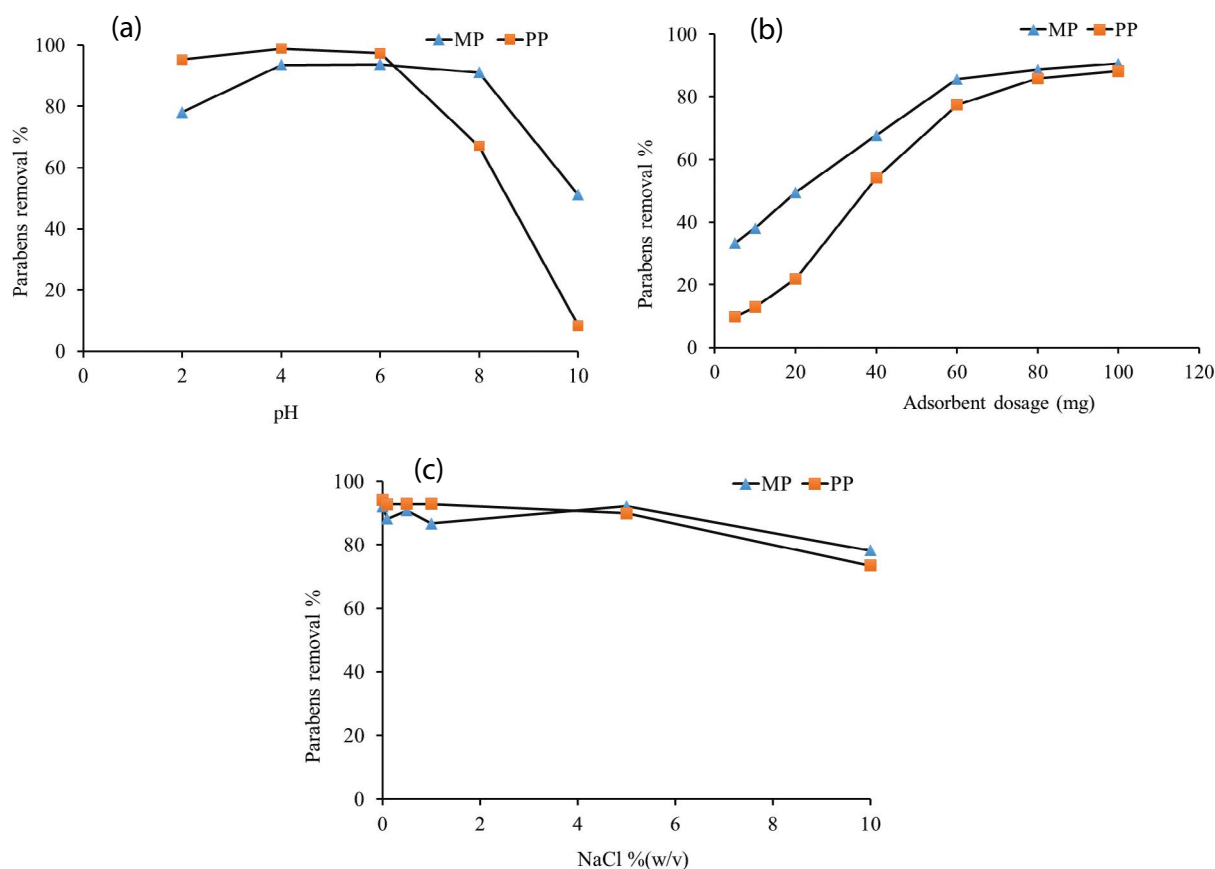 (a)
MP PP
100
80
60
40
20
0
Parabens removal %
0 2 4 6 8 10
pH
(b)
MP PP
100
80
60
40
20
0
Parabens removal %
0 20 40 60 80 100 120
Adsorbent dosage (mg)
(c)
MP PP
100
80
60
40
20
0
Parabens removal %
0 2 4 6 8 10
NaCl %(w/v)